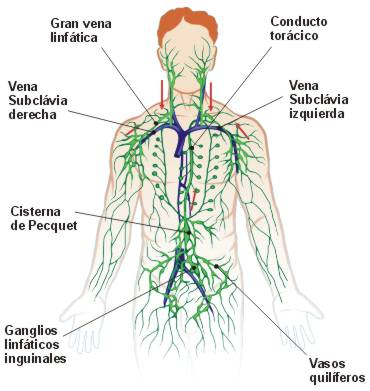 Gran vena
linfática
Conducto
torácico
Vena
Subclávia
derecha
Vena
Subclávia
izquierda
Cisterna
de Pecquet
Ganglios
linfáticos
inguinales
Vasos
quilíferos